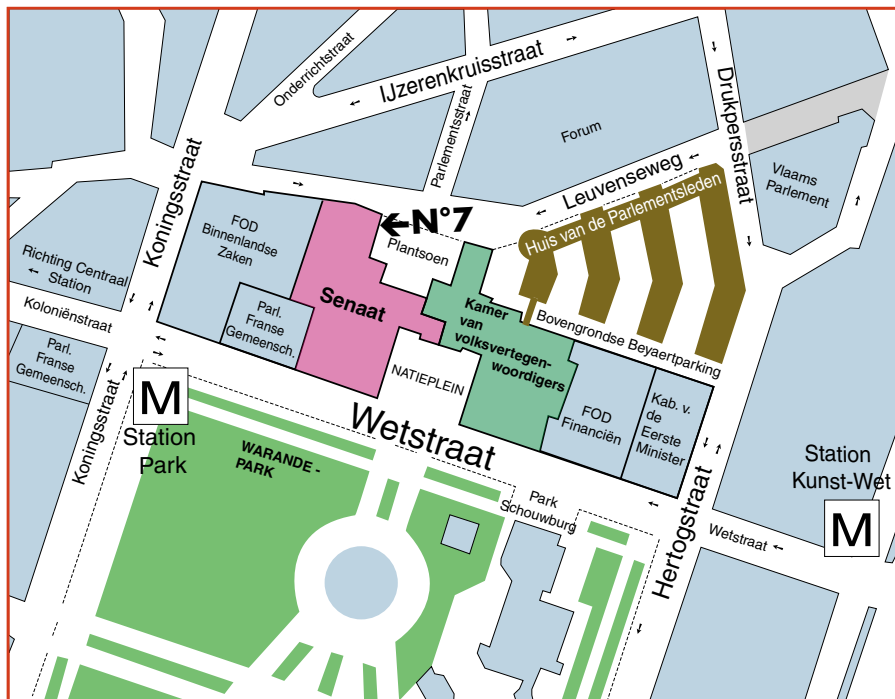 Onderrichtstraat
IJzerenkruisstraat
Parlementsstraat
Drukpersstraat
Forum
Leuvenseweg
Vlaams
Parlement
Koningsstraat
N°7
Huis van de Parlementsleden
FOD
Binnenlandse
Zaken
Plantsoen
Richting Centraal
Station
Senaat
Kamer
van
volksvertegen-
woordigers
Bovengrondse Beyaertparking
Koloniënstraat
Parl.
Franse
Gemeensch.
Parl.
Franse
Gemeensch.
NATIEPLEIN
FOD
Financiën
Kab. v.
de
Eerste
Minister
M
Station
Park
Koningsstraat
Wetstraat
WARANDE -
PARK
Park
Schouwburg
Hertogstraat
Station
Kunst-Wet
M
Wetstraat